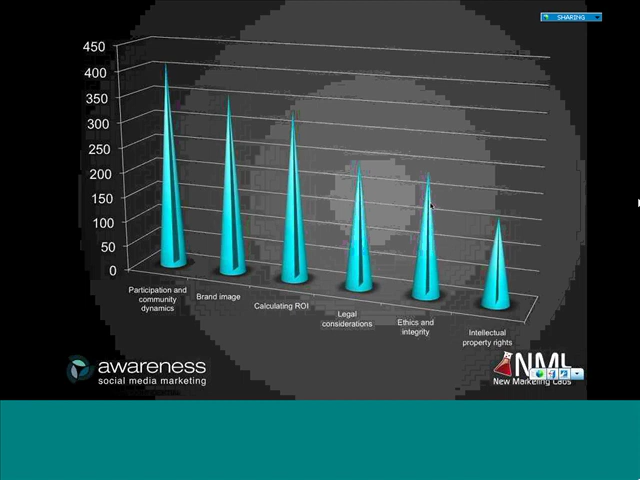 SHARING
450
400
350
300
250
200
150
100
50
0
Participation and
community
dynamics
Brand image
Calculating ROI
Legal
considerations
Ethics and
integrity
Intellectual
property rights
awareness
social media marketing
NML
New Marketing Labs